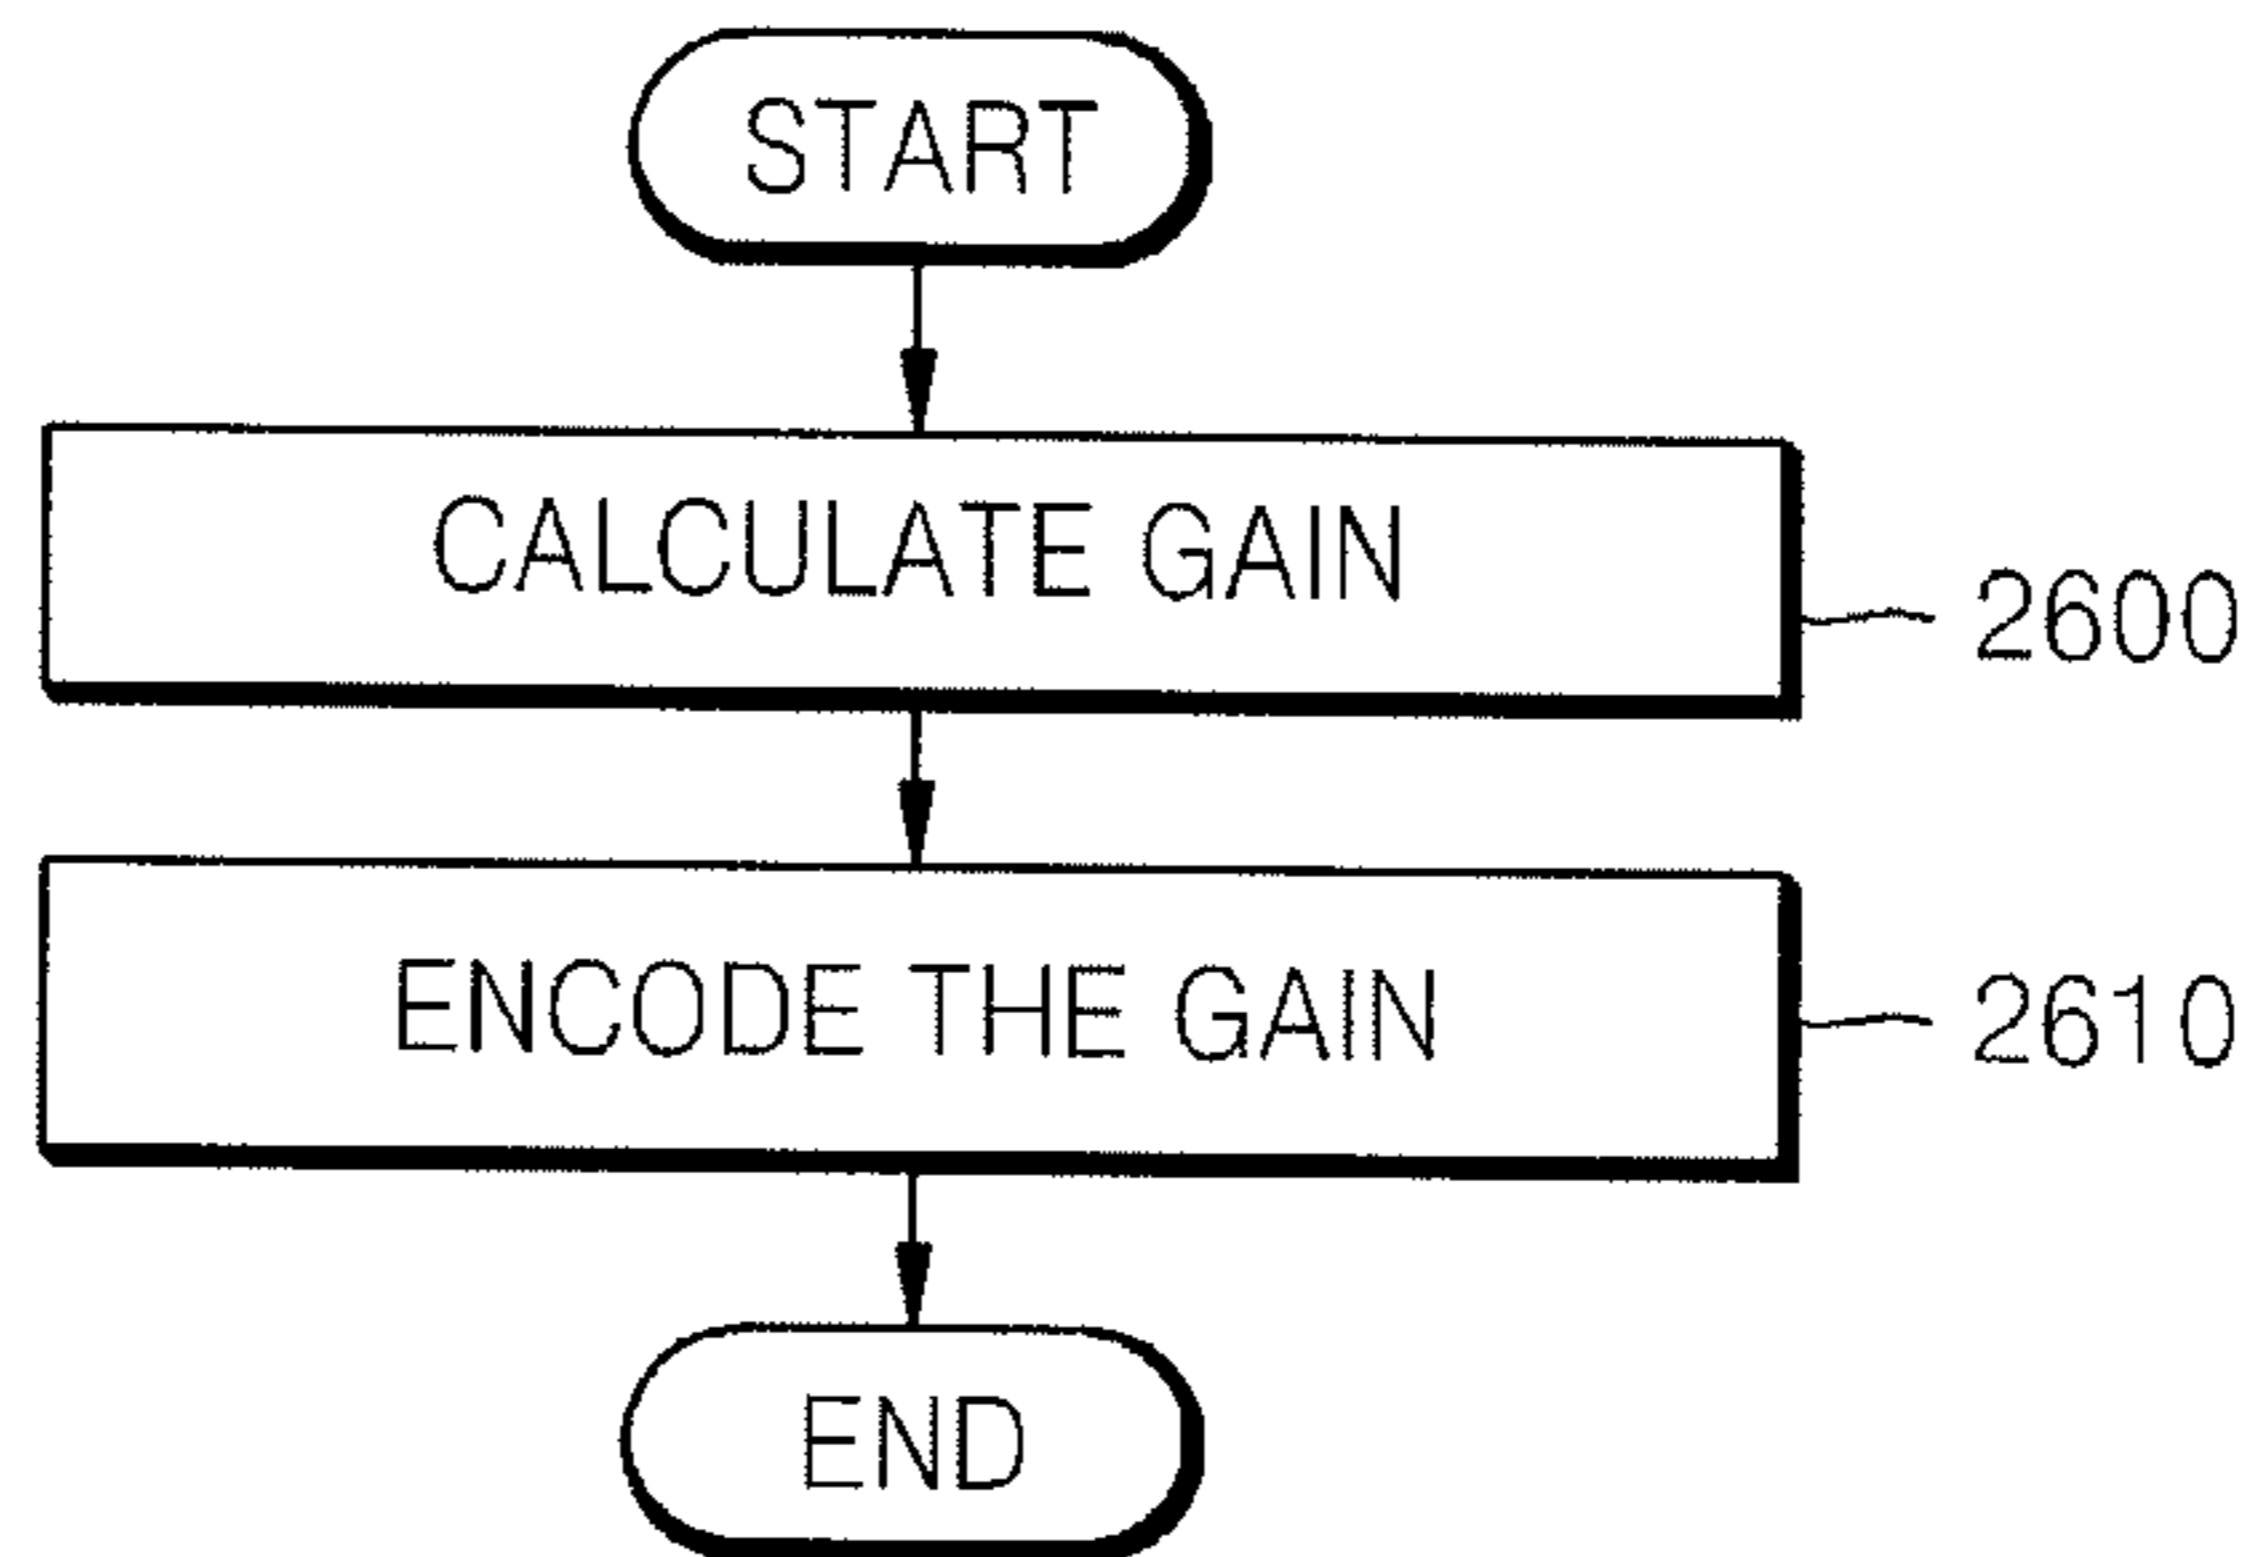 START
CALCULATE GAIN
2600
ENCODE THE GAIN
2610
END